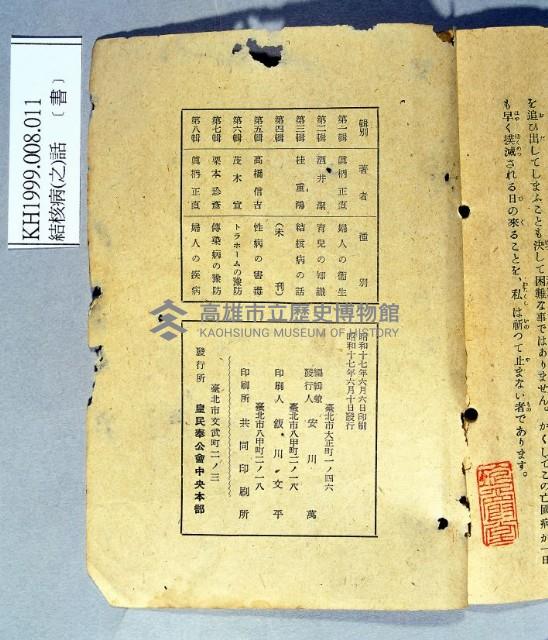 KH1999.008.011
結核病(之)話 〔書〕
を追ひ出してしまふことも決して困難な事ではありません。かくしてこの亡國病が一日
も早く撲滅される日の來ることを、私は祈つて止まない者であります。
輯別 著者 種別
第一輯 眞柄正直 婦人の衞生
第二輯 酒井潔 育兒の知識
第三輯 桂重鴻 結核病の話
第四輯 (未刊)
第五輯 高橋信吉 性病の害毒
第六輯 茂木宣 トラホームの豫防
第七輯 栗本珍彥 傳染病の豫防
第八輯 眞柄正直 婦人の疾病
高雄市立歷史博物館
KAOHSIUNG MUSEUM OF HISTORY
昭和十七年六月六日印刷
昭和十七年六月十日發行
臺北市大正町一ノ四六
編輯兼
發行人 安川萬
臺北市八甲町二ノ一八
印刷人 飯川文平
臺北市八甲町二ノ一八
印刷所 共同印刷所
臺北市文武町二ノ三
發行所 皇民奉公會中央本部